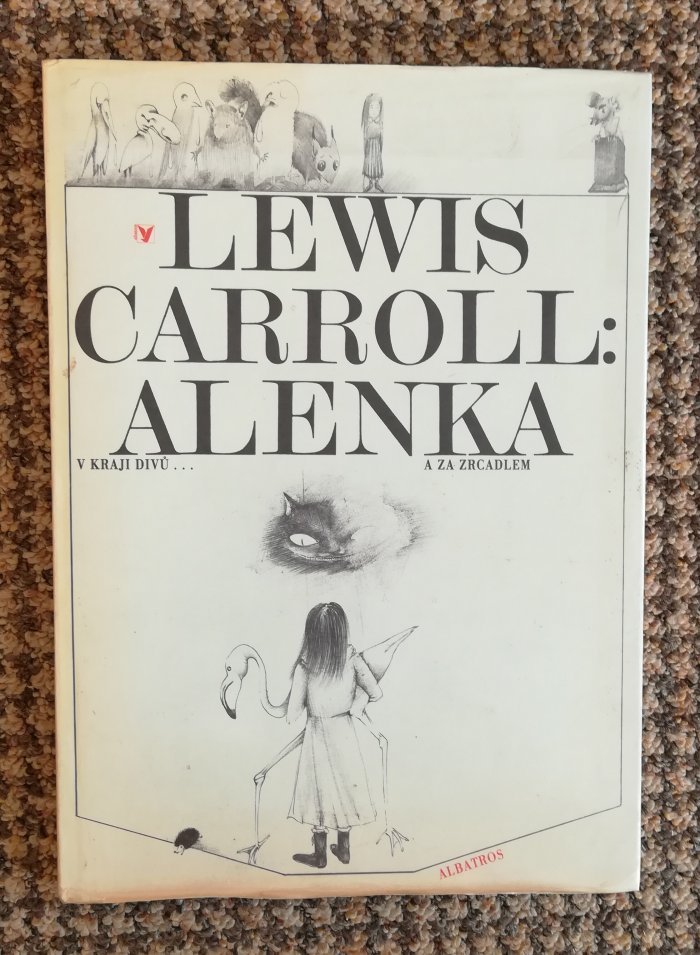 LEWIS
CARROLL:
ALENKA
V KRAJI DIVŮ ... A ZA ZRCADLEM
ALBATROS